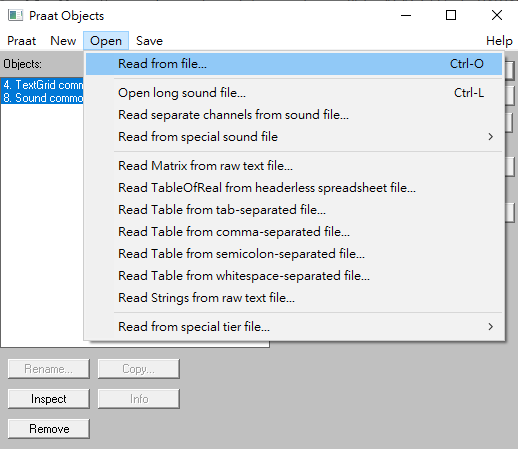 Praat Objects
Praat New Open Save Help
Objects:
4. TextGrid comm
8. Sound commo
Read from file... Ctrl-O
Open long sound file... Ctrl-L
Read separate channels from sound file...
Read from special sound file
Read Matrix from raw text file...
Read TableOfReal from headerless spreadsheet file...
Read Table from tab-separated file...
Read Table from comma-separated file...
Read Table from semicolon-separated file...
Read Table from whitespace-separated file...
Read Strings from raw text file...
Read from special tier file...
Rename... Copy...
Inspect Info
Remove